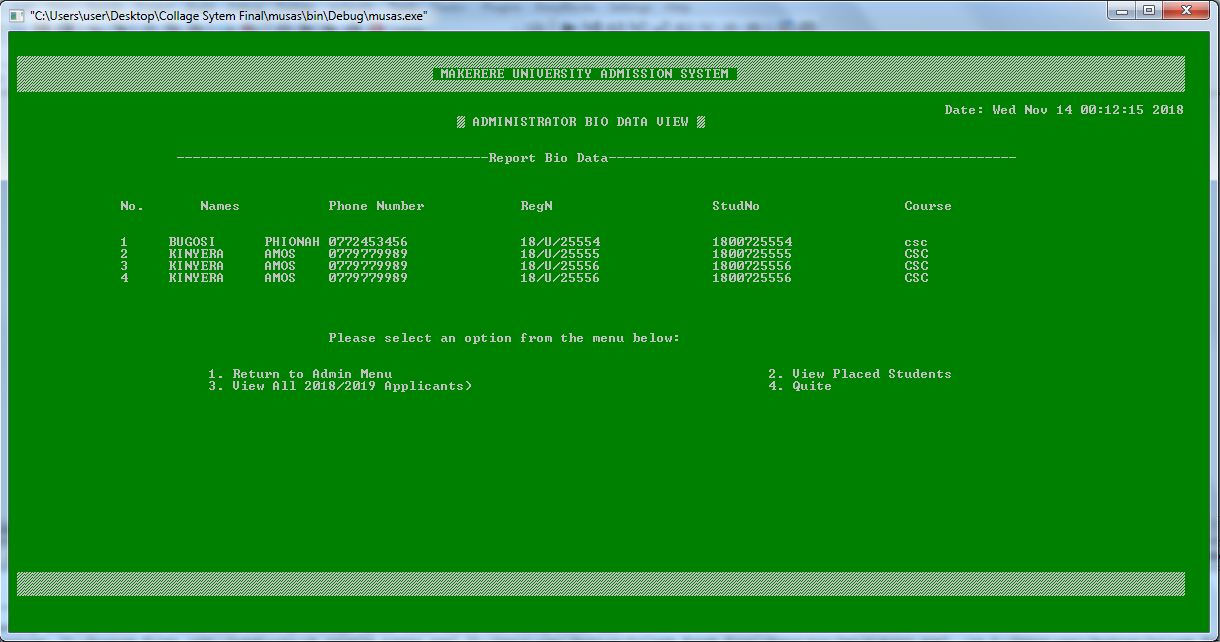 "C:\Users\user\Desktop\Collage Sytem Final\musas\bin\Debug\musas.exe"
MAKERERE UNIVERSITY ADMISSION SYSTEM
Date: Wed Nov 14 00:12:15 2018
ADMINISTRATOR BIO DATA VIEW
---------------------------------------Report Bio Data---------------------------------------------------
No. Names Phone Number RegN StudNo Course
1 BUGOSI PHIONAH 0772453456 18/U/25554 1800725554 csc
2 KINYERA AMOS 0779779989 18/U/25555 1800725555 CSC
3 KINYERA AMOS 0779779989 18/U/25556 1800725556 CSC
4 KINYERA AMOS 0779779989 18/U/25556 1800725556 CSC
Please select an option from the menu below:
1. Return to Admin Menu 2. View Placed Students
3. View All 2018/2019 Applicants) 4. Quite